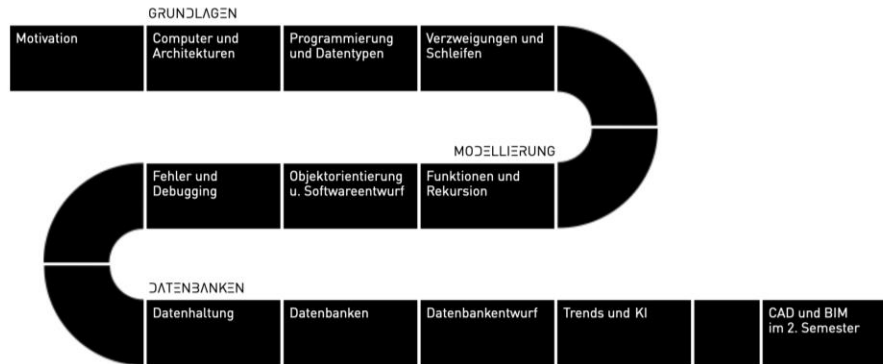 GRUNDLAGEN
Motivation
Computer und
Architekturen
Programmierung
und Datentypen
Verzweigungen und
Schleifen
MODELLIERUNG
Fehler und
Debugging
Objektorientierung
u. Softwareentwurf
Funktionen und
Rekursion
DATENBANKEN
Datenhaltung
Datenbanken
Datenbankentwurf
Trends und KI
CAD und BIM
im 2. Semester